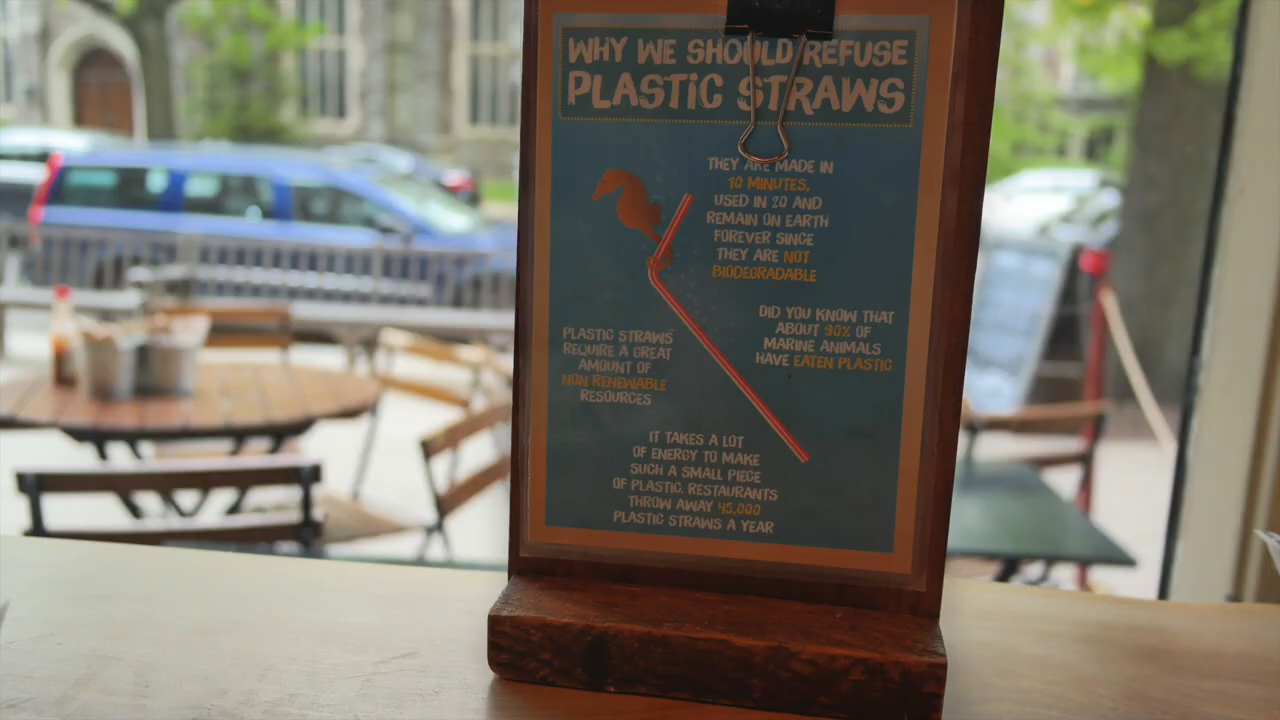 WHY WE SHOULD REFUSE
PLASTIC STRAWS
THEY ARE MADE IN
10 MINUTES,
USED IN 20 AND
REMAIN ON EARTH
FOREVER SINCE
THEY ARE NOT
BIODEGRADABLE
DID YOU KNOW THAT
ABOUT 90% OF
MARINE ANIMALS
HAVE EATEN PLASTIC
PLASTIC STRAWS
REQUIRE A GREAT
AMOUNT OF
NON RENEWABLE
RESOURCES
IT TAKES A LOT
OF ENERGY TO MAKE
SUCH A SMALL PIECE
OF PLASTIC. RESTAURANTS
THROW AWAY 45,000
PLASTIC STRAWS A YEAR